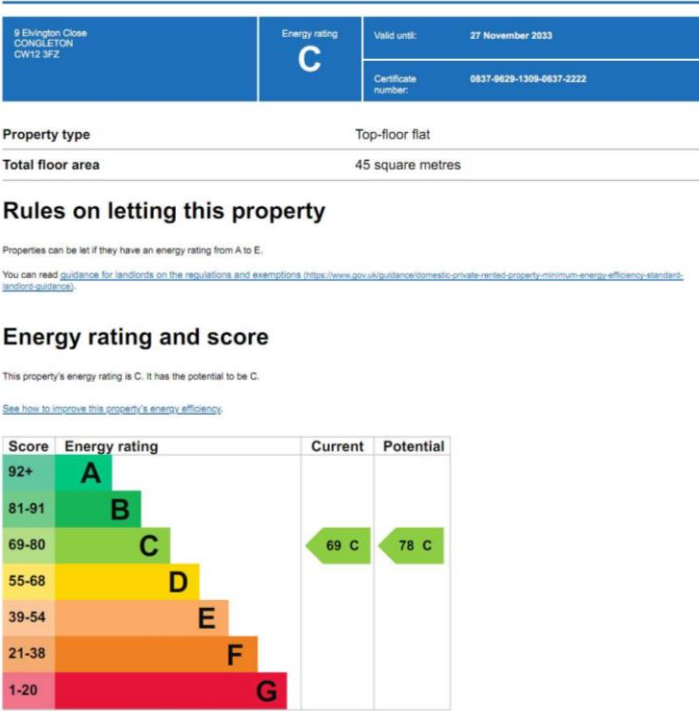 9 Elvington Close
CONGLETON
CW12 3FZ
Energy rating
C
Valid until:
27 November 2033
Certificate
number:
0837-9629-1309-0637-2222
Property type
Top-floor flat
Total floor area
45 square metres
Rules on letting this property
Properties can be let if they have an energy rating from A to E.
You can read guidance for landlords on the regulations and exemptions (https://www.gov.uk/guidance/domestic-private-rented-property-minimum-energy-efficiency-standard-
landlord-guidance).
Energy rating and score
This property's energy rating is C. It has the potential to be C.
See how to improve this property's energy efficiency.
Score Energy rating Current Potential
92+ A
81-91 B
69-80 C 69 C 78 C
55-68 D
39-54 E
21-38 F
1-20 G